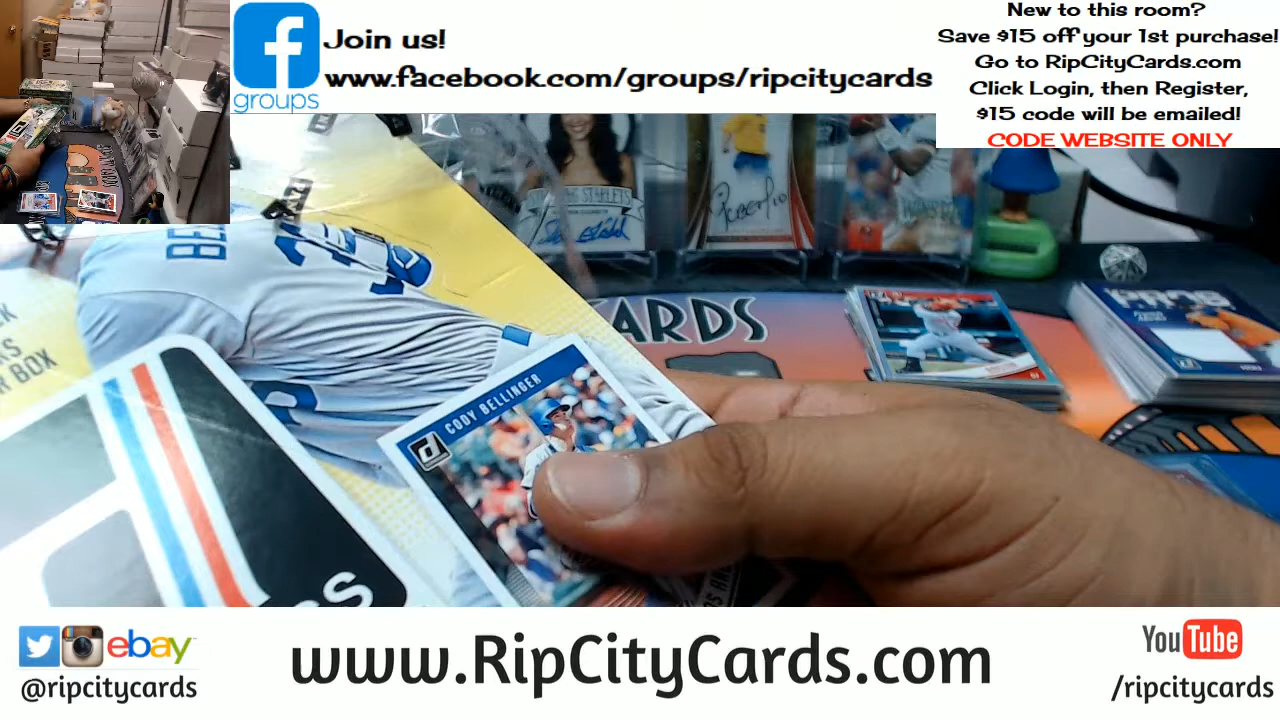 groups
Join us!
www.facebook.com/groups/ripcitycards
New to this room?
Save $15 off your 1st purchase!
Go to RipCityCards.com
Click Login, then Register,
$15 code will be emailed!
CODE WEBSITE ONLY
ARDS
BOX
CODY BELLINGER
ebay
@ripcitycards
www.RipCityCards.com
YouTube
/ripcitycards